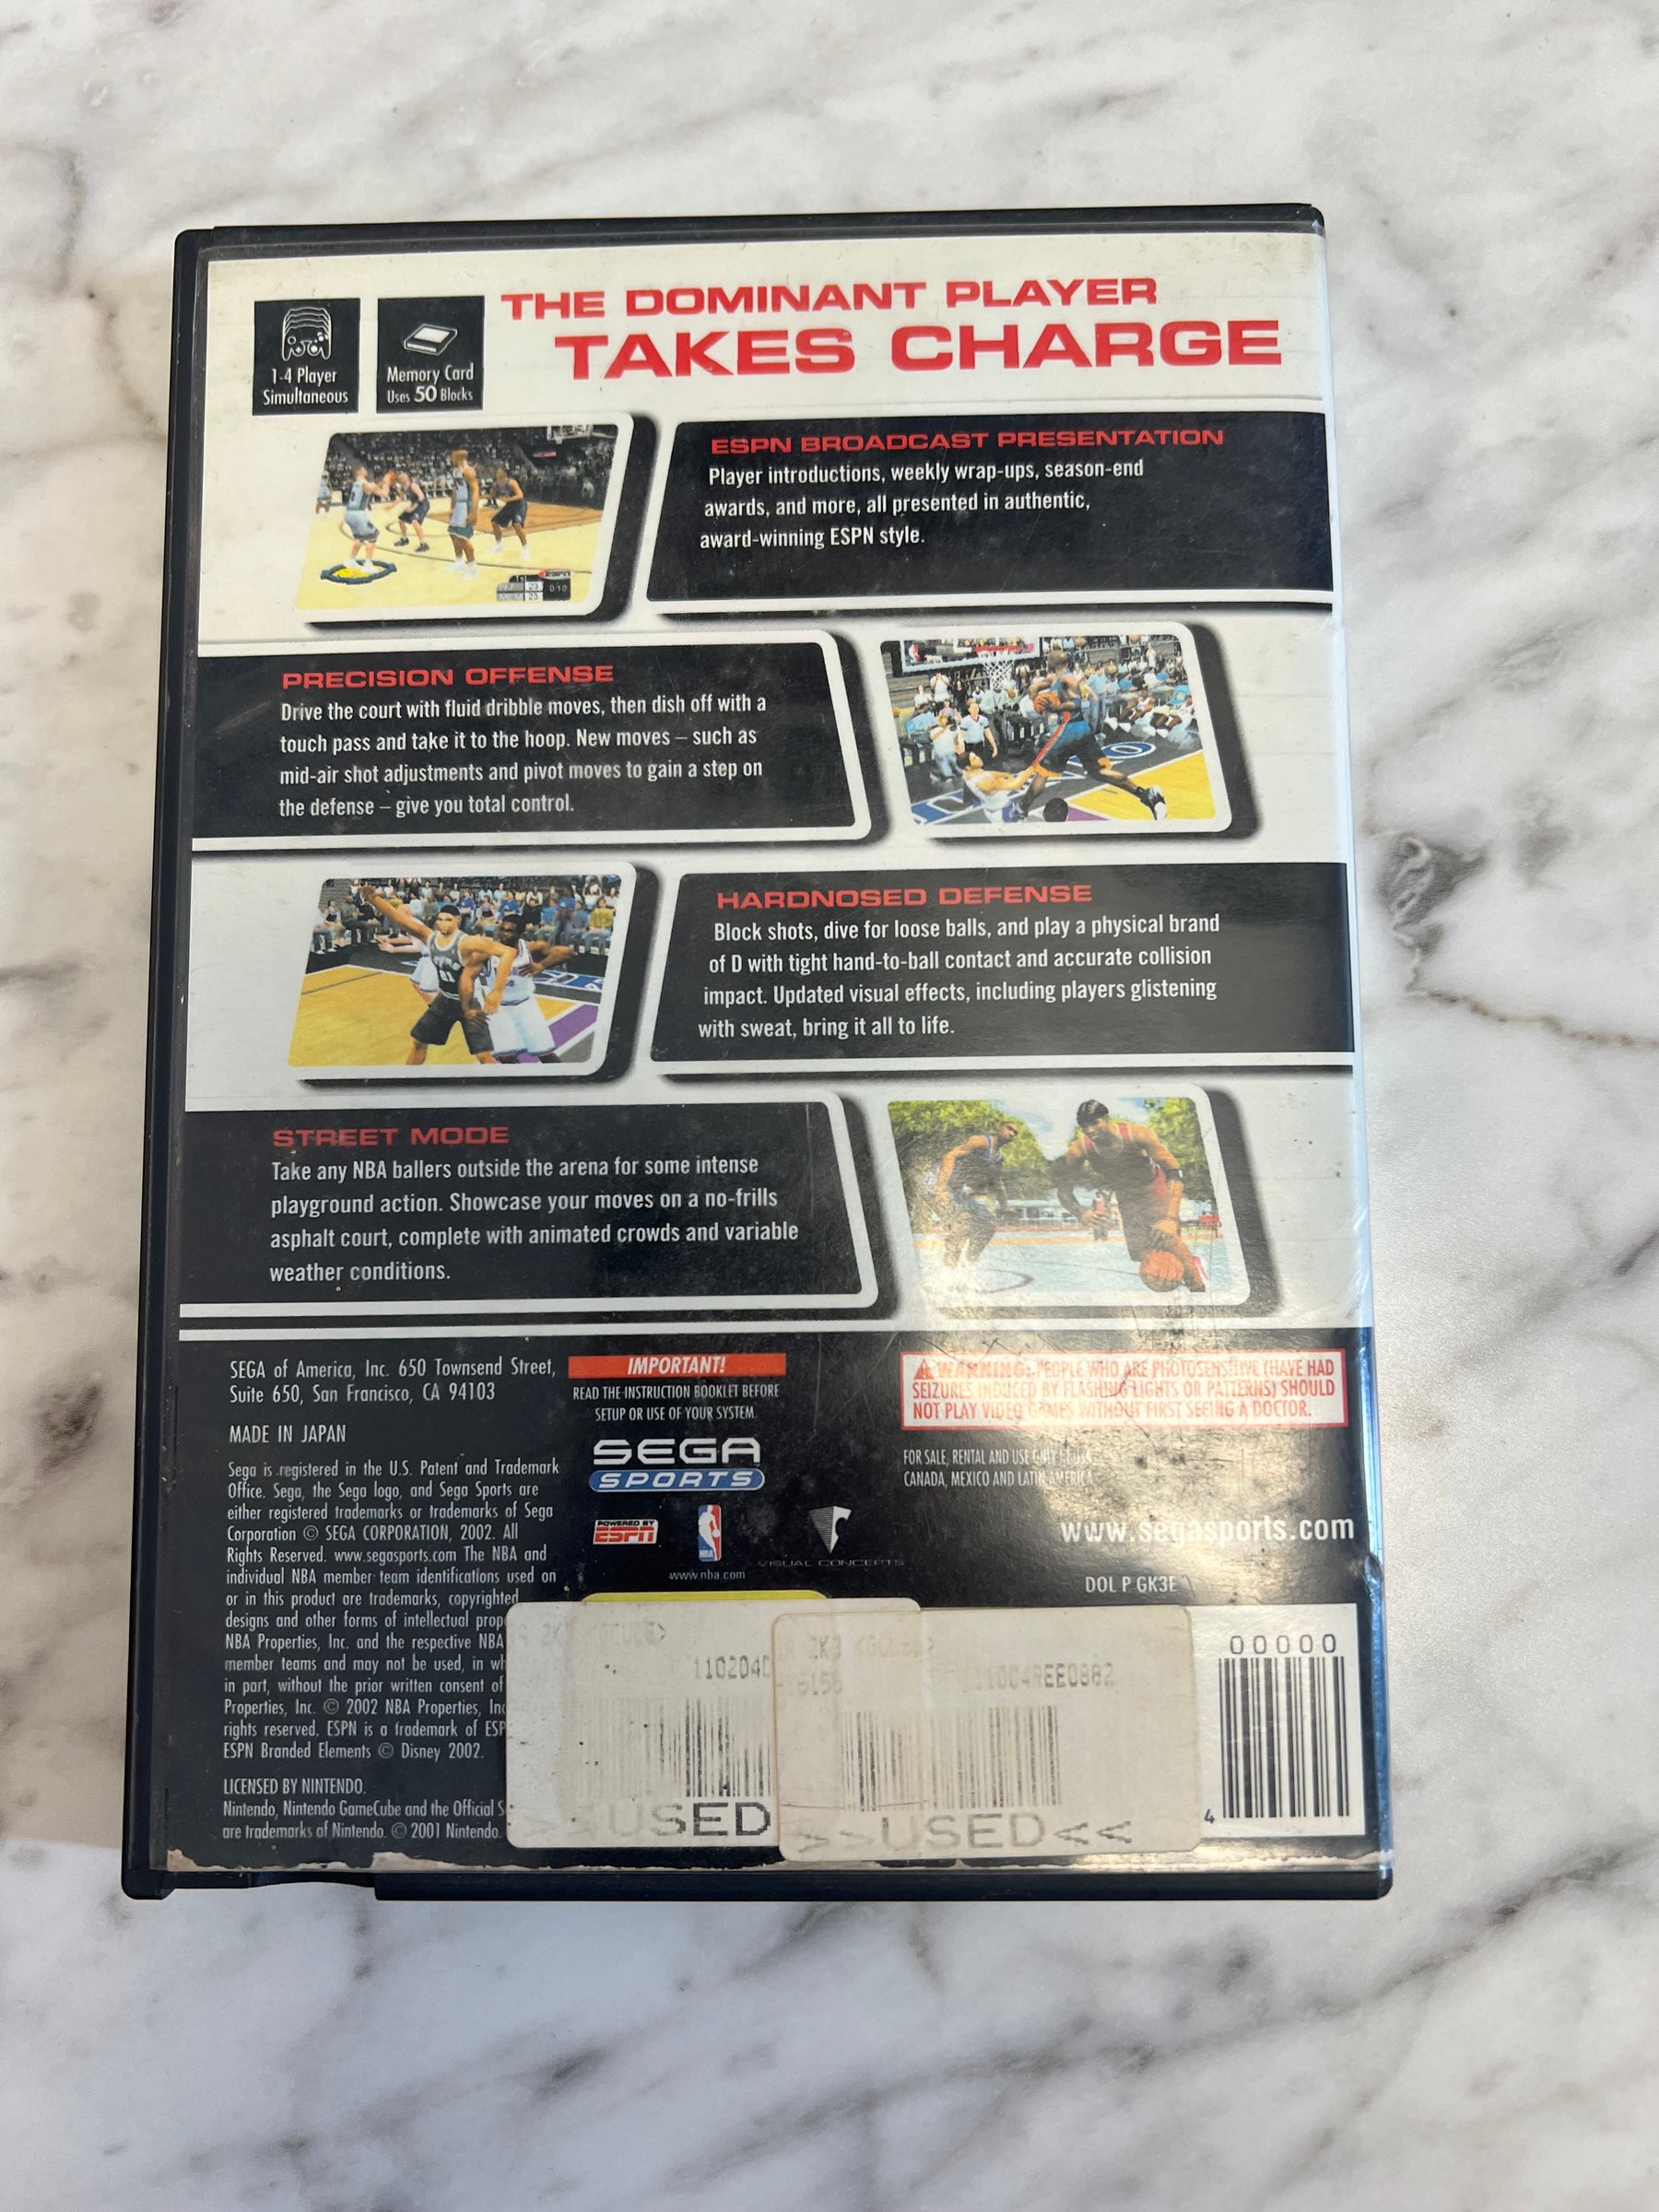 THE DOMINANT PLAYER
TAKES CHARGE
1-4 Player
Simultaneous
Memory Card
Uses 50 Blocks
ESPN BROADCAST PRESENTATION
Player introductions, weekly wrap-ups, season-end
awards, and more, all presented in authentic,
award-winning ESPN style.
PRECISION OFFENSE
Drive the court with fluid dribble moves, then dish off with a
touch pass and take it to the hoop. New moves – such as
mid-air shot adjustments and pivot moves to gain a step on
the defense – give you total control.
HARDNOSED DEFENSE
Block shots, dive for loose balls, and play a physical brand
of D with tight hand-to-ball contact and accurate collision
impact. Updated visual effects, including players glistening
with sweat, bring it all to life.
STREET MODE
Take any NBA ballers outside the arena for some intense
playground action. Showcase your moves on a no-frills
asphalt court, complete with animated crowds and variable
weather conditions.
SEGA of America, Inc. 650 Townsend Street,
Suite 650, San Francisco, CA 94103
MADE IN JAPAN
Sega is registered in the U.S. Patent and Trademark
Office. Sega, the Sega logo, and Sega Sports are
either registered trademarks or trademarks of Sega
Corporation © SEGA CORPORATION, 2002. All
Rights Reserved. www.segasports.com The NBA and
individual NBA member team identifications used on
or in this product are trademarks, copyrighted
designs and other forms of intellectual prop
NBA Properties, Inc. and the respective NBA
member teams and may not be used, in wh
in part, without the prior written consent of
Properties, Inc. © 2002 NBA Properties, Inc
rights reserved. ESPN is a trademark of ESP
ESPN Branded Elements © Disney 2002.
LICENSED BY NINTENDO.
Nintendo, Nintendo GameCube and the Official S
are trademarks of Nintendo. © 2001 Nintendo.
IMPORTANT!
READ THE INSTRUCTION BOOKLET BEFORE
SETUP OR USE OF YOUR SYSTEM.
SEGA
SPORTS
POWERED BY
ESPN
NBA
www.nba.com
VISUAL CONCEPTS
WARNING: PEOPLE WHO ARE PHOTOSENSITIVE (HAVE HAD
SEIZURES INDUCED BY FLASHING LIGHTS OR PATTERNS) SHOULD
NOT PLAY VIDEO GAMES WITHOUT FIRST SEEING A DOCTOR.
FOR SALE, RENTAL AND USE ONLY
CANADA, MEXICO AND LATIN AMERICA
www.segasports.com
DOL P GK3E
110204
USED
2K3
EE0882
>>USED<<
00000
4